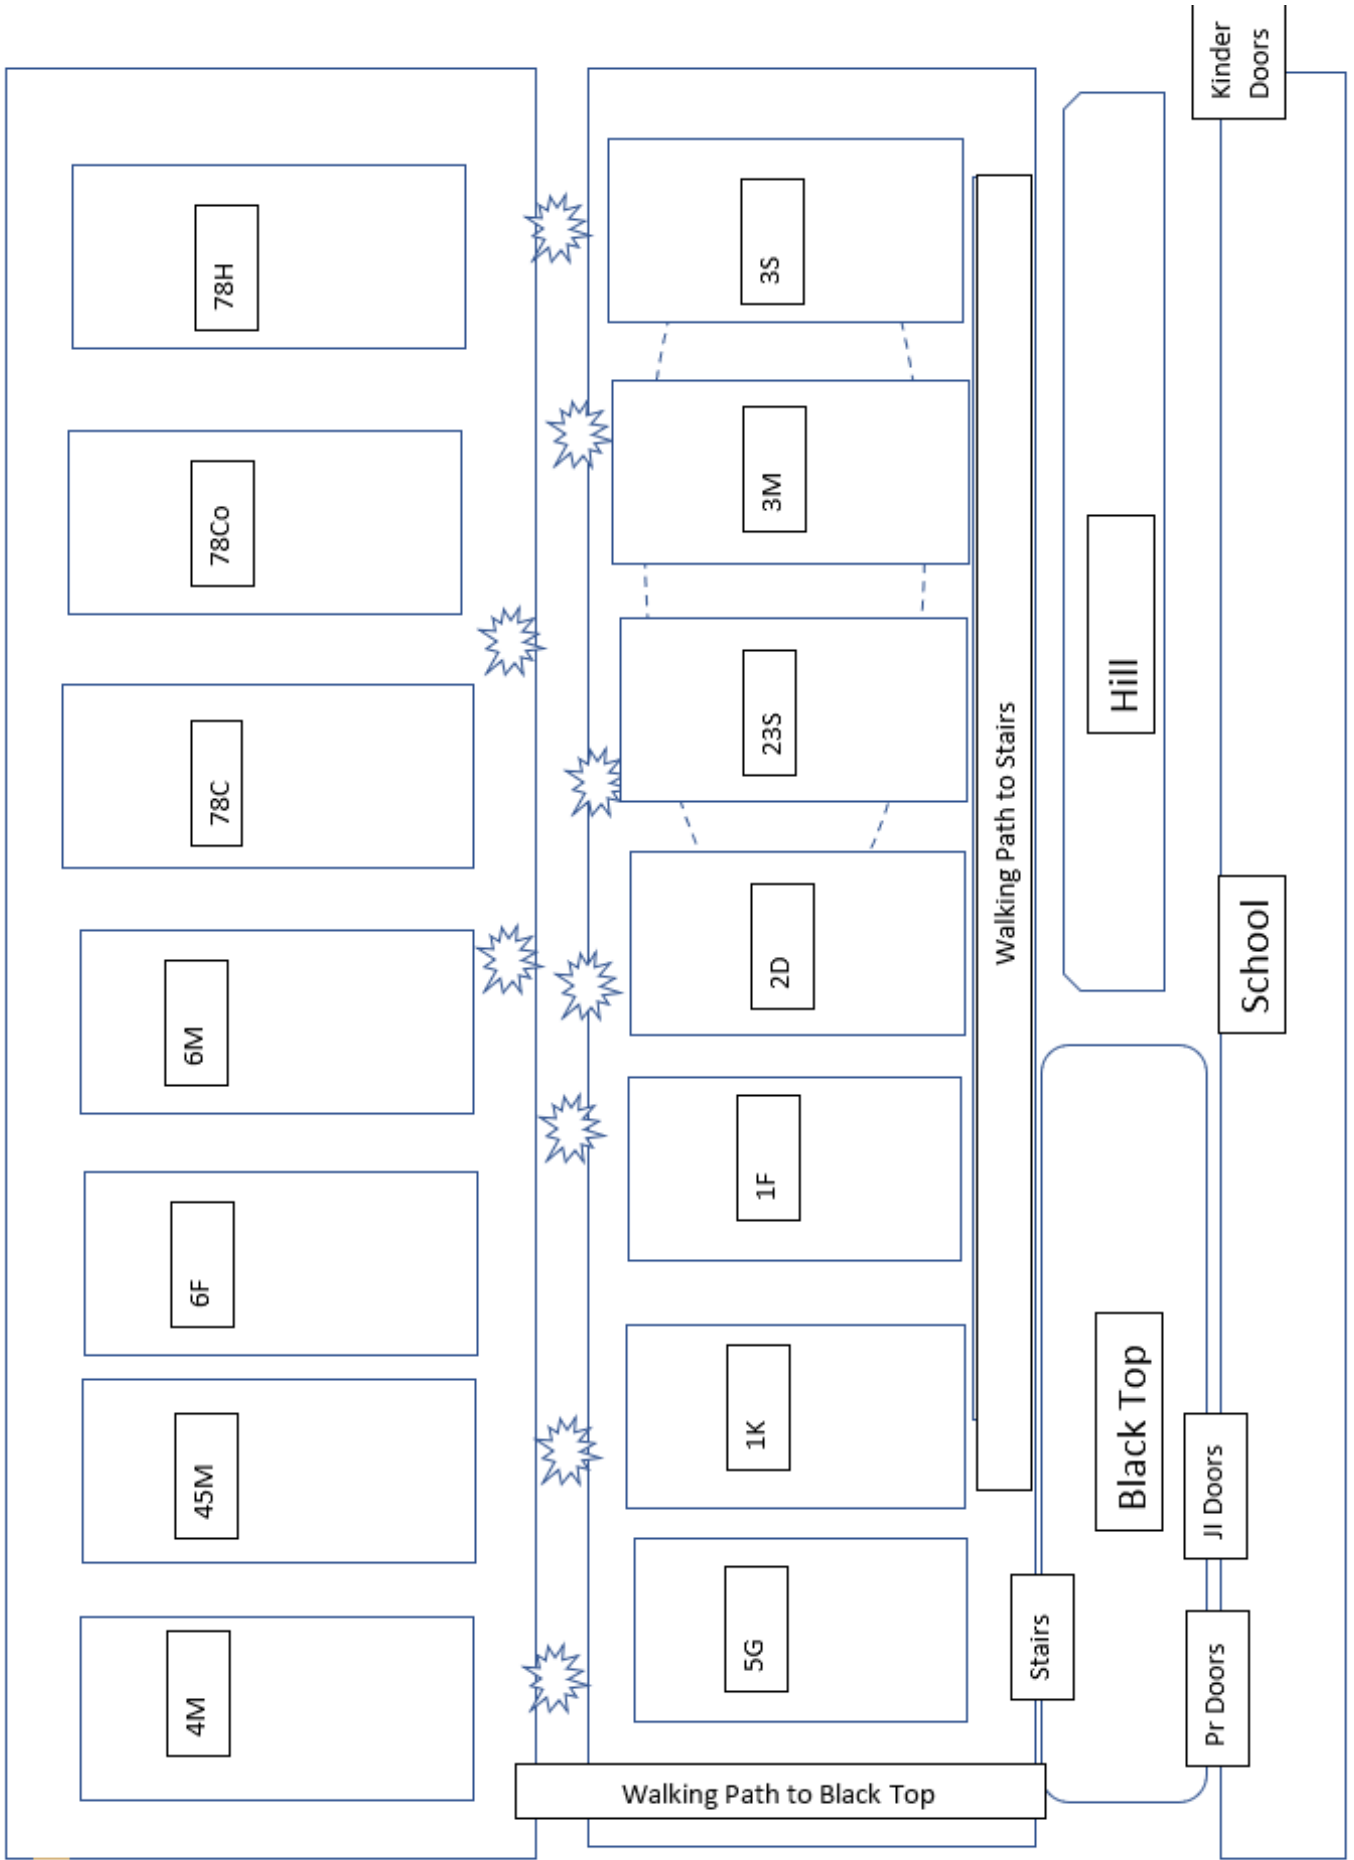 Kinder
Doors
78H
3S
78Co
3M
Hill
78C
23S
Walking Path to Stairs
School
6M
2D
6F
1F
45M
1K
Black Top
JI Doors
4M
5G
Stairs
Pr Doors
Walking Path to Black Top